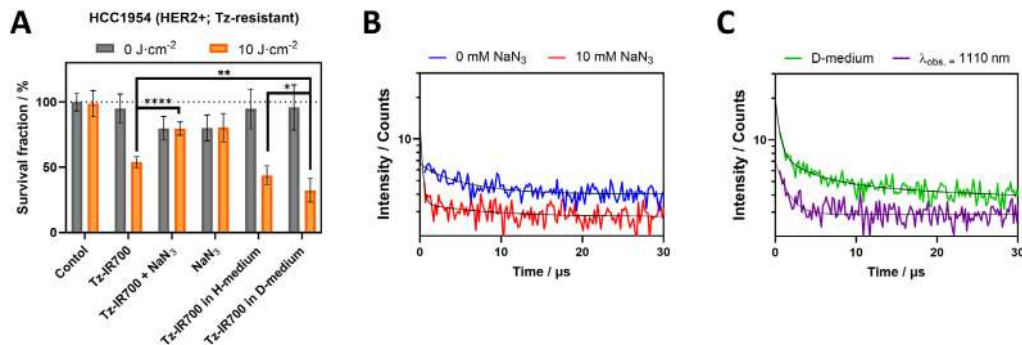 A
HCC1954 (HER2+; Tz-resistant)
0 J·cm⁻²
10 J·cm⁻²
Survival fraction / %
100
50
0
**
****
*
Contol
Tz-IR700
Tz-IR700 + NaN₃
NaN₃
Tz-IR700 in H-medium
Tz-IR700 in D-medium
B
0 mM NaN₃
10 mM NaN₃
Intensity / Counts
10
0
10
20
30
Time / µs
C
D-medium
λobs. = 1110 nm
Intensity / Counts
10
0
10
20
30
Time / µs